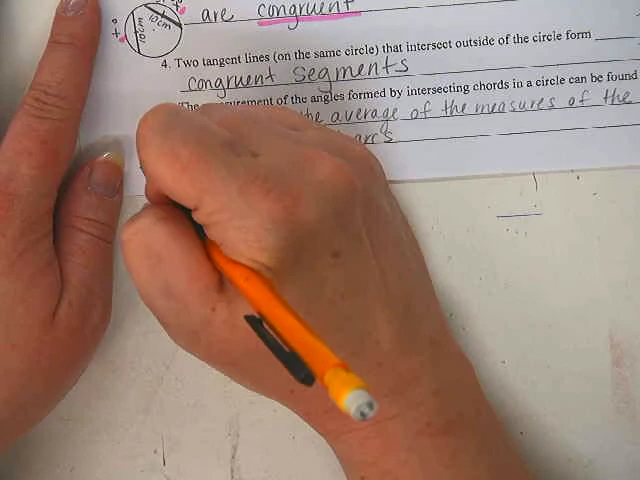 are congruent
10cm
10cm
4. Two tangent lines (on the same circle) that intersect outside of the circle form
congruent segments
The of the angles formed by intersecting chords in a circle can be found
the average of the measures of the
arcs